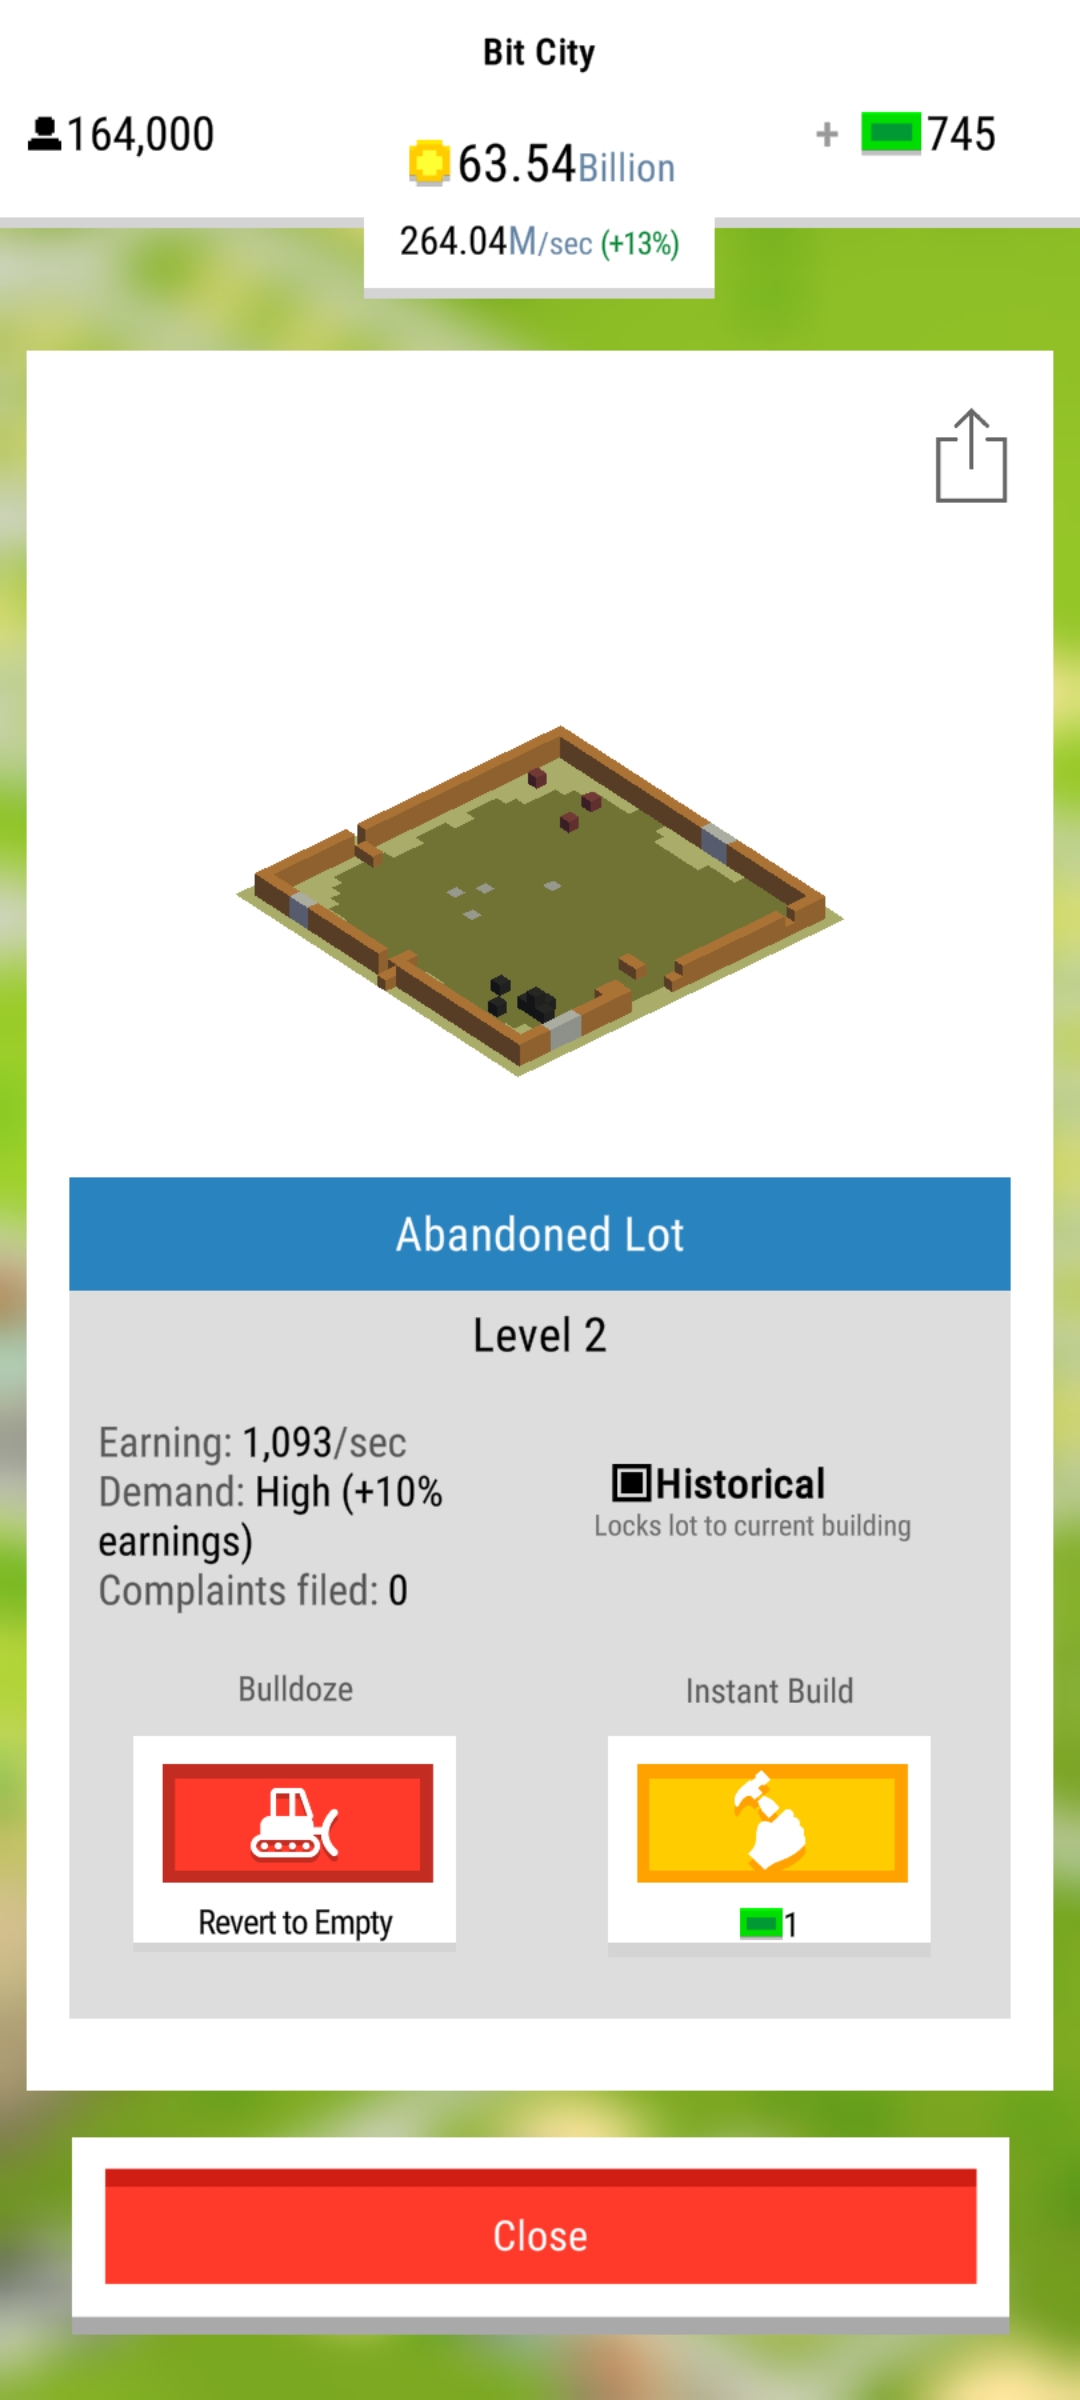 Bit City
164,000
63.54Billion
+ 745
264.04M/sec (+13%)
Abandoned Lot
Level 2
Earning: 1,093/sec
Demand: High (+10%
earnings)
Complaints filed: 0
Historical
Locks lot to current building
Bulldoze
Revert to Empty
Instant Build
1
Close